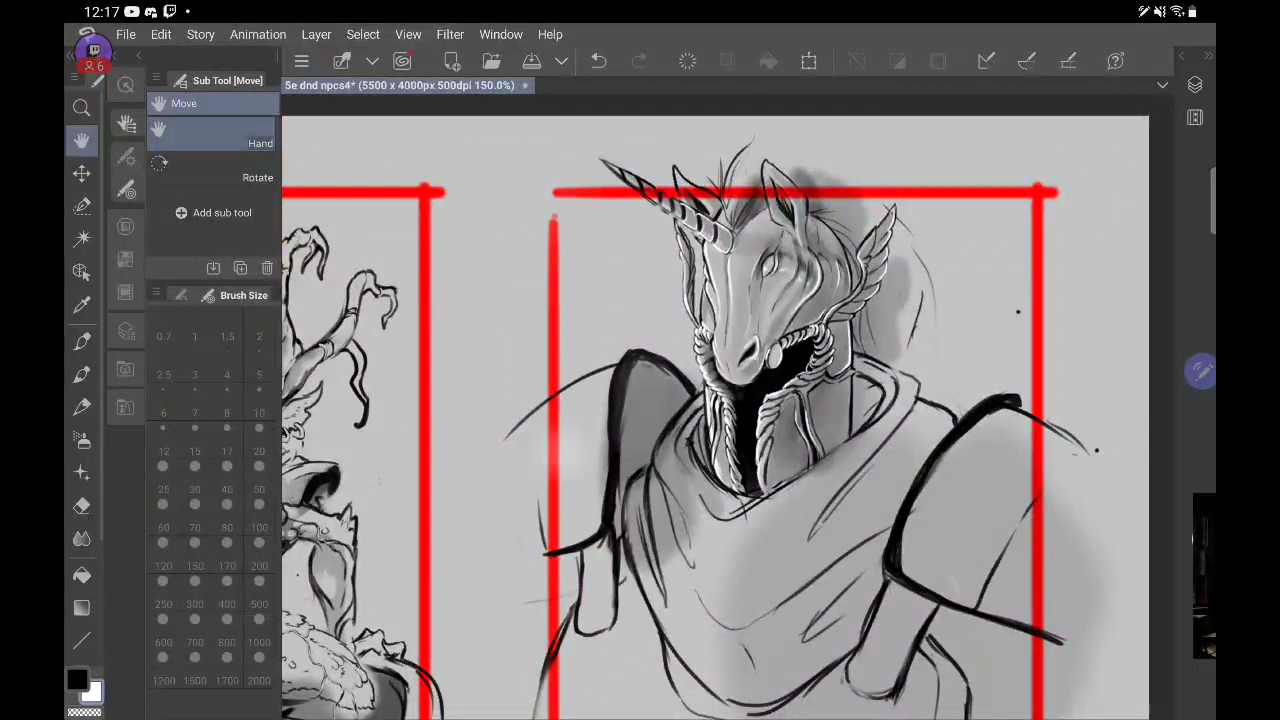 12:17
File Edit Story Animation Layer Select View Filter Window Help
6
Sub Tool [Move]
5e dnd npcs4* (5500 x 4000px 500dpi 150.0%)
Move
Hand
Rotate
Add sub tool
Brush Size
0.7 1 1.5 2
2.5 3 4 5
6 7 8 10
12 15 17 20
25 30 40 50
60 70 80 100
120 150 170 200
250 300 400 500
600 700 800 1000
1200 1500 1700 2000